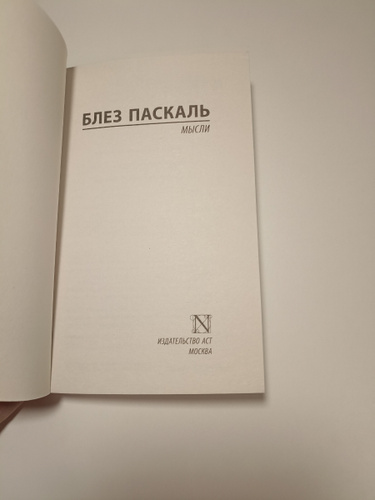 БЛЕЗ ПАСКАЛЬ
МЫСЛИ
N
ИЗДАТЕЛЬСТВО АСТ
МОСКВА